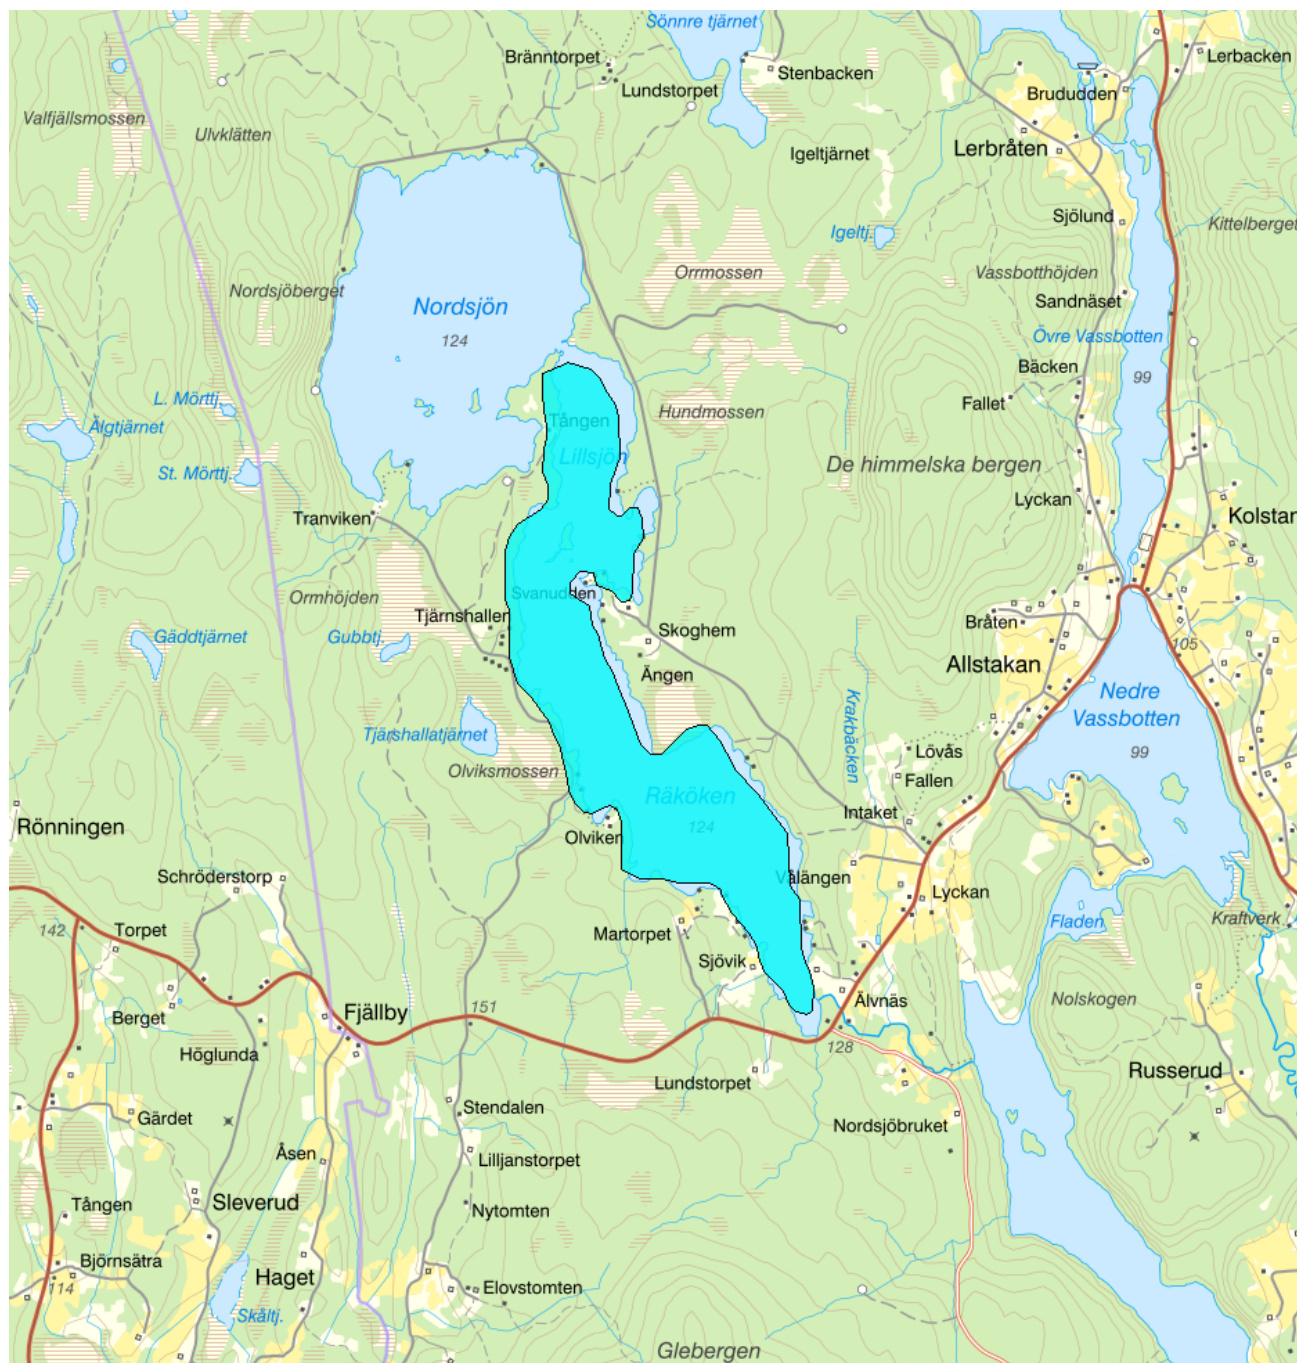 Sönnre tjärnet
Bränntorpet
Stenbacken
Lundstorpet
Lerbacken
Brududden
Valfjällsmossen
Ulvklätten
Igeltjärnet
Lerbråten
Sjölund
Kittelberget
Igeltj.
Orrmossen
Vassbotthöjden
Nordsjöberget
Nordsjön
124
Sandnäset
Övre Vassbotten
Bäcken
99
L. Mörttj.
Fallet
Älgtjärnet
Tången
Hundmossen
Lillsjön
De himmelska bergen
St. Mörttj.
Lyckan
Tranviken
Kolstan
Ormhöjden
Svanudden
Tjärnshallen
Gäddtjärnet
Gubbtj.
Skoghem
Bråten
105
Ängen
Allstakan
Nedre
Vassbotten
99
Krakbäcken
Tjärshallatjärnet
Lövås
Olviksmossen
Fallen
Räköken
124
Intaket
Rönningen
Olviken
Schröderstorp
Vålängen
Lyckan
142
Torpet
Martorpet
Fladen
Kraftverk
Sjövik
Nolskogen
Berget
Fjällby
151
Älvnäs
Höglunda
128
Lundstorpet
Russerud
Gärdet
Stendalen
Nordsjöbruket
Åsen
Lilljanstorpet
Tången
Sleverud
Nytomten
Björnsätra
114
Haget
Elovstomten
Skåltj.
Glebergen